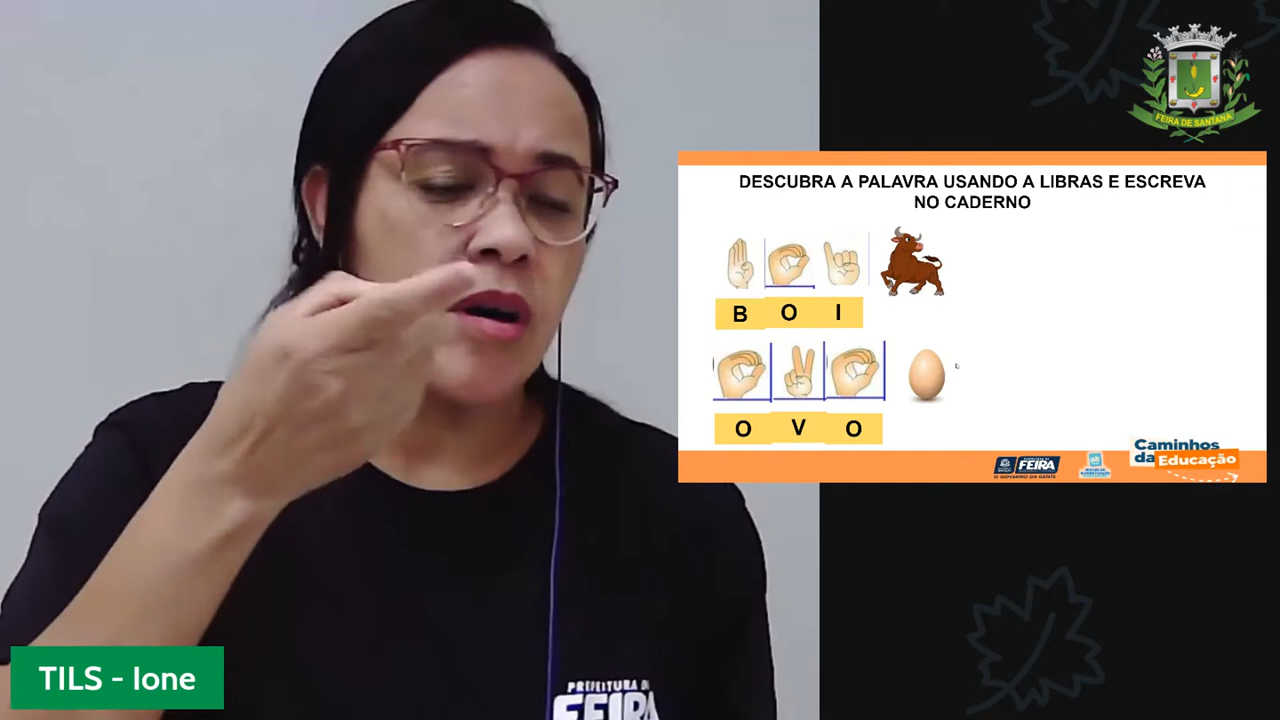 FEIRA DE SANTANA
DESCUBRA A PALAVRA USANDO A LIBRAS E ESCREVA
NO CADERNO
B O I
O V O
FEIRA
O GOVERNO DA GENTE
Caminhos
da Educação
TILS - Ione
PREFEITURA
FEIRA